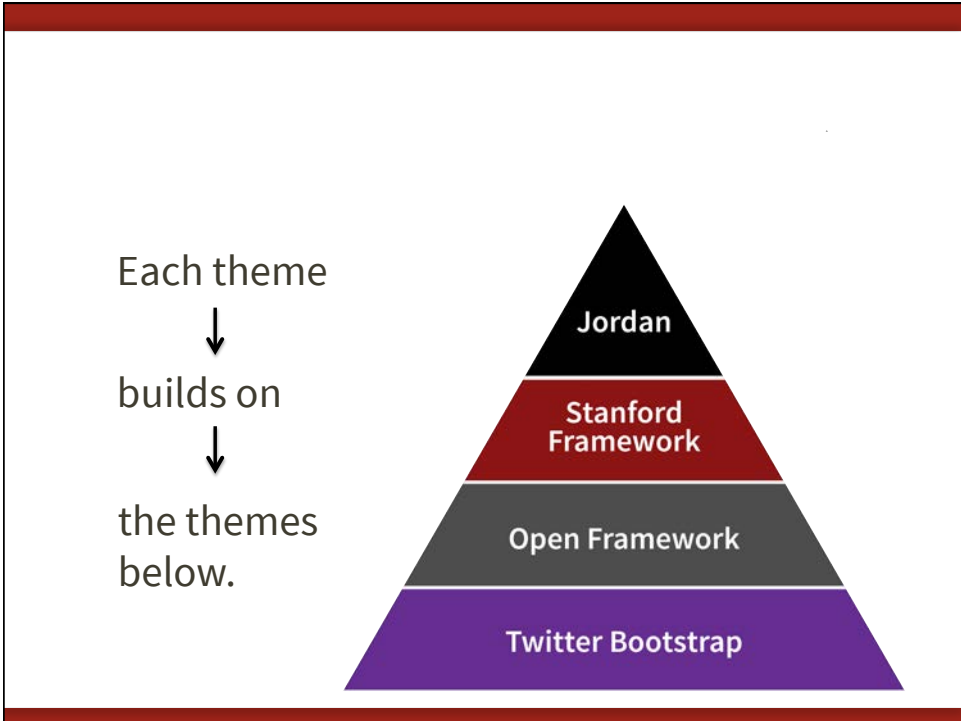 Each theme
builds on
the themes
below.
Jordan
Stanford
Framework
Open Framework
Twitter Bootstrap